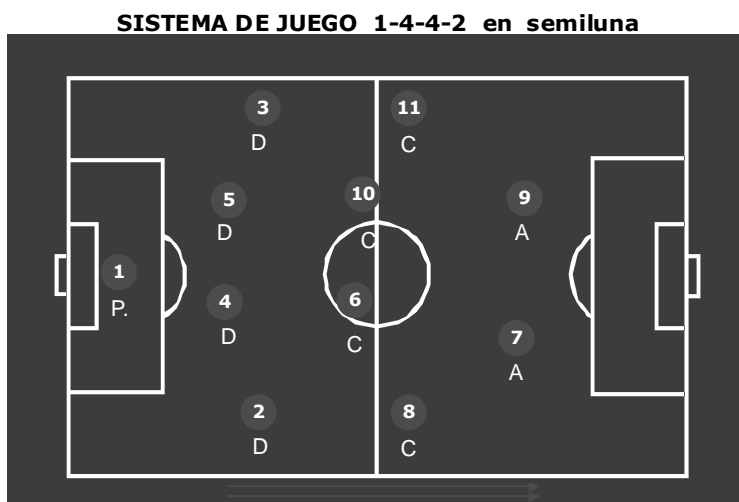 SISTEMA DE JUEGO 1-4-4-2 en semiluna
3 11
D C
5 10 9
D C A
1
P.
4 6
D C
7
A
2 8
D C